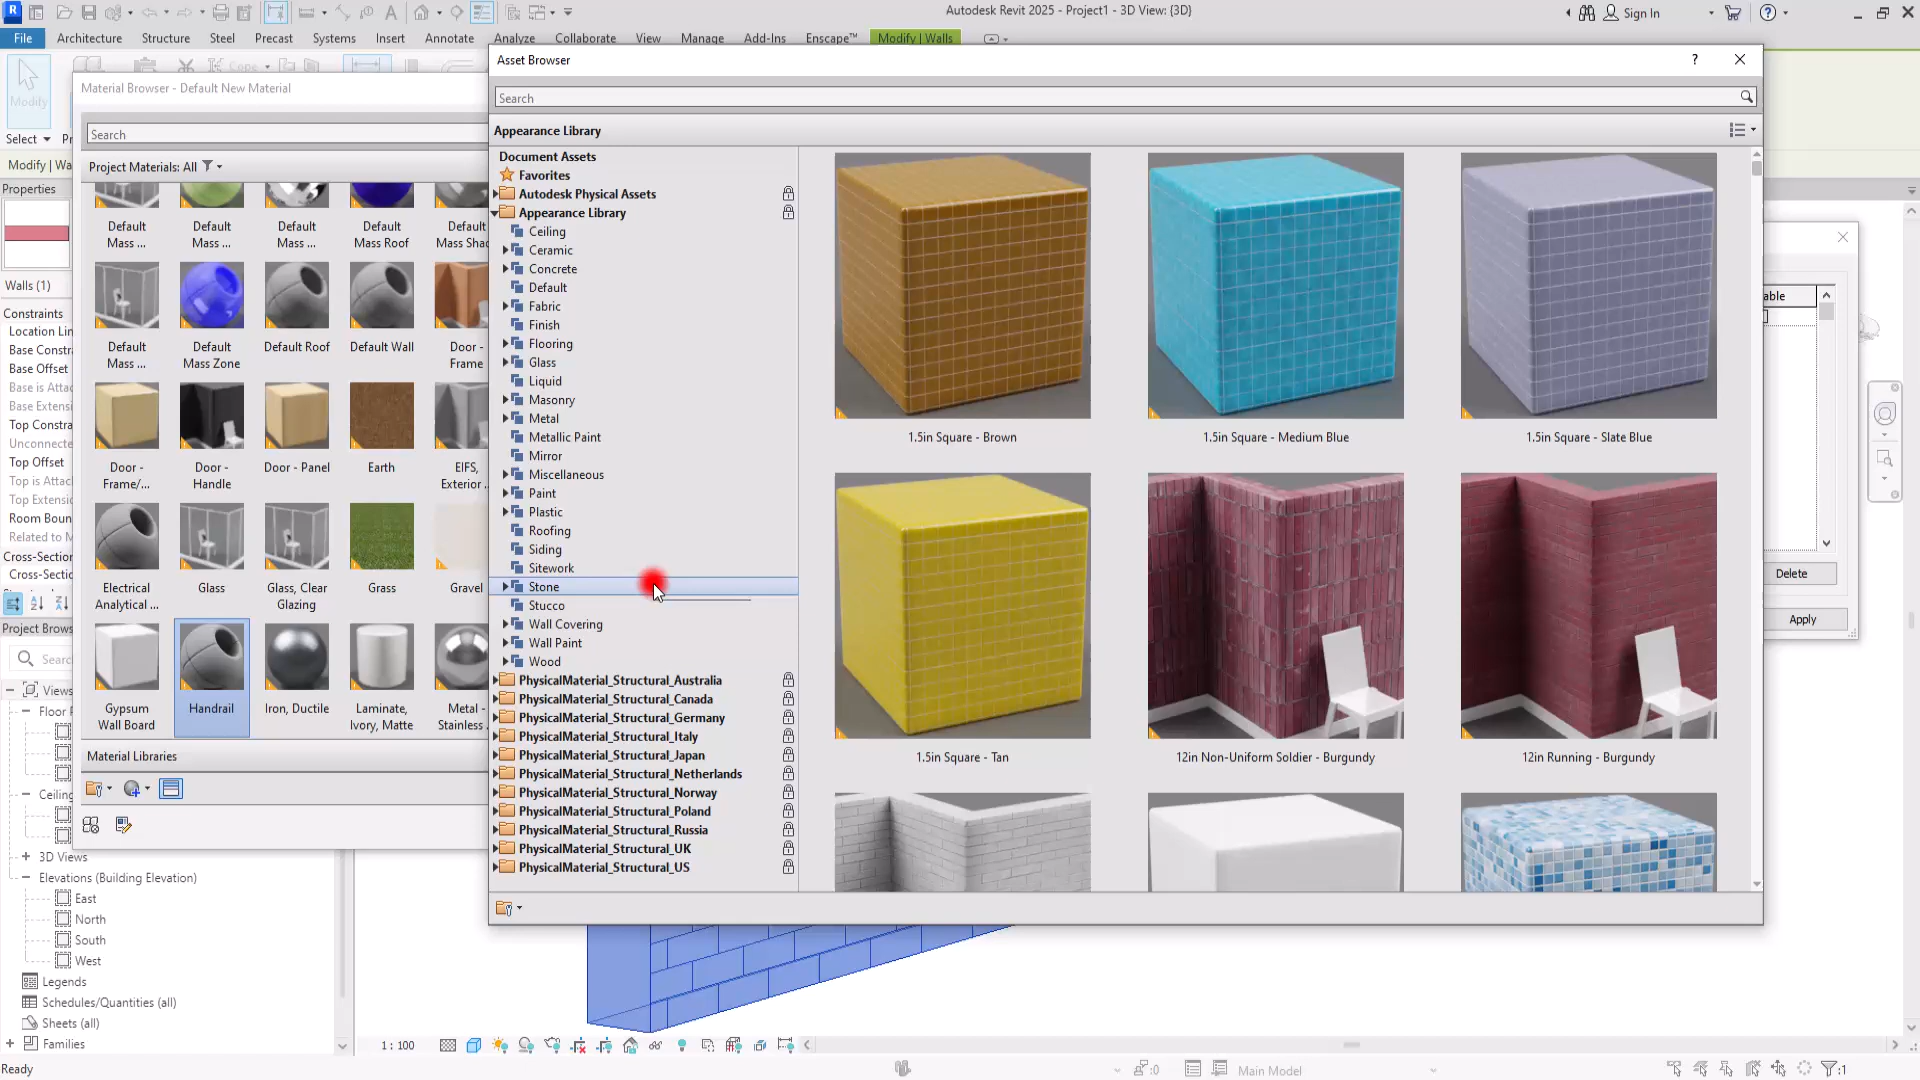 Autodesk Revit 2025 - Project1 - 3D View: {3D}
Sign In
File
Architecture
Structure
Steel
Precast
Systems
Insert
Annotate
Analyze
Collaborate
View
Manage
Add-Ins
Enscape™
Modify | Walls
Modify
Cope
Select
Modify | Wa
Properties
Walls (1)
Constraints
Location Lin
Base Constra
Base Offset
Base is Attac
Base Extensi
Top Constra
Unconnecte
Top Offset
Top is Attac
Top Extensio
Room Boun
Related to M
Cross-Section
Cross-Secti
Project Brows
Search
Views
Floor P
Ceiling
3D Views
Elevations (Building Elevation)
East
North
South
West
Legends
Schedules/Quantities (all)
Sheets (all)
Families
Ready
Material Browser - Default New Material
Search
Project Materials: All
Default Mass ...
Default Mass ...
Default Mass ...
Default Mass Roof
Default Mass Shad
Default Mass ...
Default Mass Zone
Default Roof
Default Wall
Door - Frame
Door - Frame/...
Door - Handle
Door - Panel
Earth
EIFS, Exterior ..
Electrical Analytical ...
Glass
Glass, Clear Glazing
Grass
Gravel
Gypsum Wall Board
Handrail
Iron, Ductile
Laminate, Ivory, Matte
Metal - Stainless
Material Libraries
Asset Browser
?
Search
Appearance Library
Document Assets
Favorites
Autodesk Physical Assets
Appearance Library
Ceiling
Ceramic
Concrete
Default
Fabric
Finish
Flooring
Glass
Liquid
Masonry
Metal
Metallic Paint
Mirror
Miscellaneous
Paint
Plastic
Roofing
Siding
Sitework
Stone
Stucco
Wall Covering
Wall Paint
Wood
PhysicalMaterial_Structural_Australia
PhysicalMaterial_Structural_Canada
PhysicalMaterial_Structural_Germany
PhysicalMaterial_Structural_Italy
PhysicalMaterial_Structural_Japan
PhysicalMaterial_Structural_Netherlands
PhysicalMaterial_Structural_Norway
PhysicalMaterial_Structural_Poland
PhysicalMaterial_Structural_Russia
PhysicalMaterial_Structural_UK
PhysicalMaterial_Structural_US
1.5in Square - Brown
1.5in Square - Medium Blue
1.5in Square - Slate Blue
1.5in Square - Tan
12in Non-Uniform Soldier - Burgundy
12in Running - Burgundy
able
Delete
Apply
1 : 100
:0
Main Model
:1